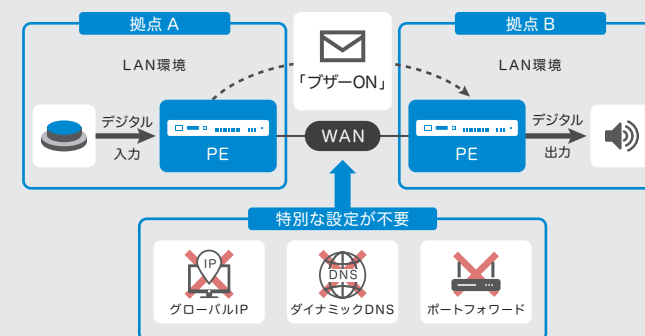 拠点 A
拠点 B
LAN環境
LAN環境
「ブザーON」
デジタル
入力
PE
WAN
PE
デジタル
出力
特別な設定が不要
IP
DNS
グローバルIP
ダイナミックDNS
ポートフォワード